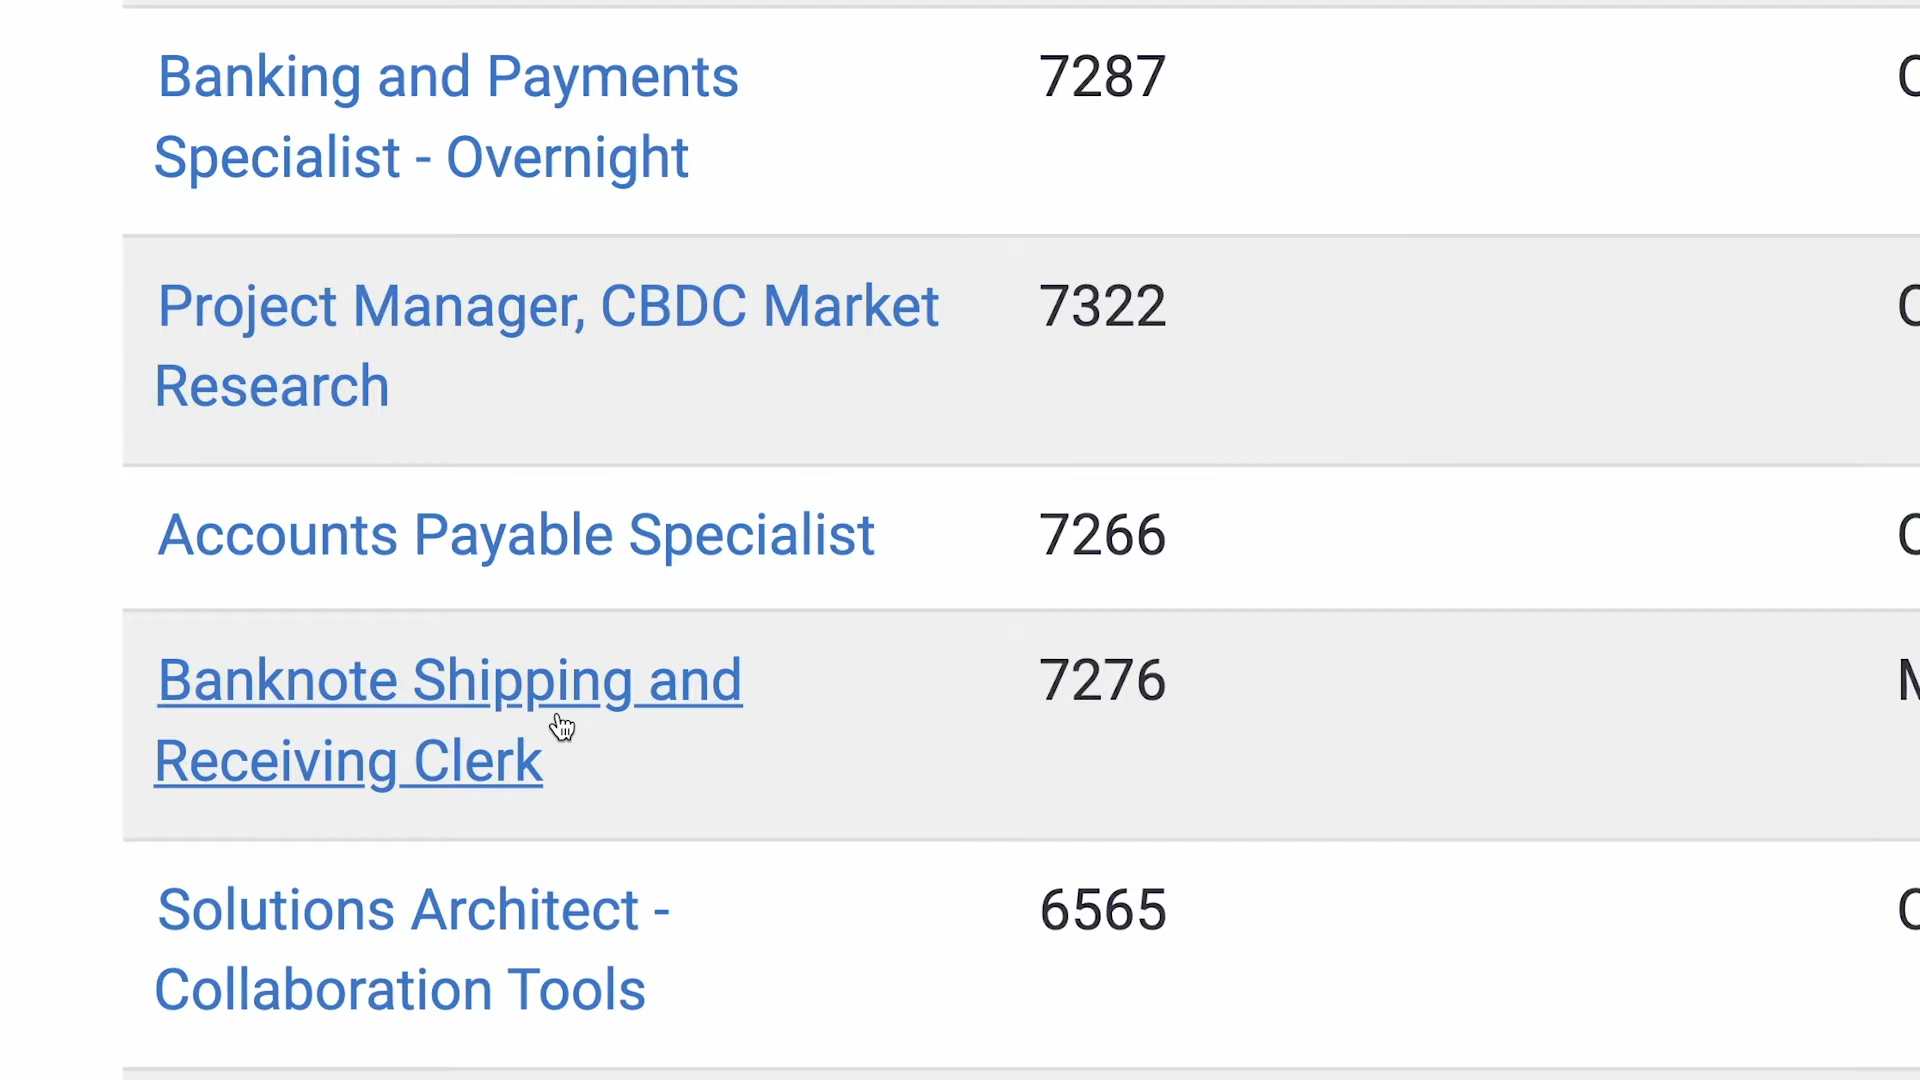 Banking and Payments 7287
Specialist - Overnight
Project Manager, CBDC Market 7322
Research
Accounts Payable Specialist 7266
Banknote Shipping and 7276
Receiving Clerk
Solutions Architect - 6565
Collaboration Tools